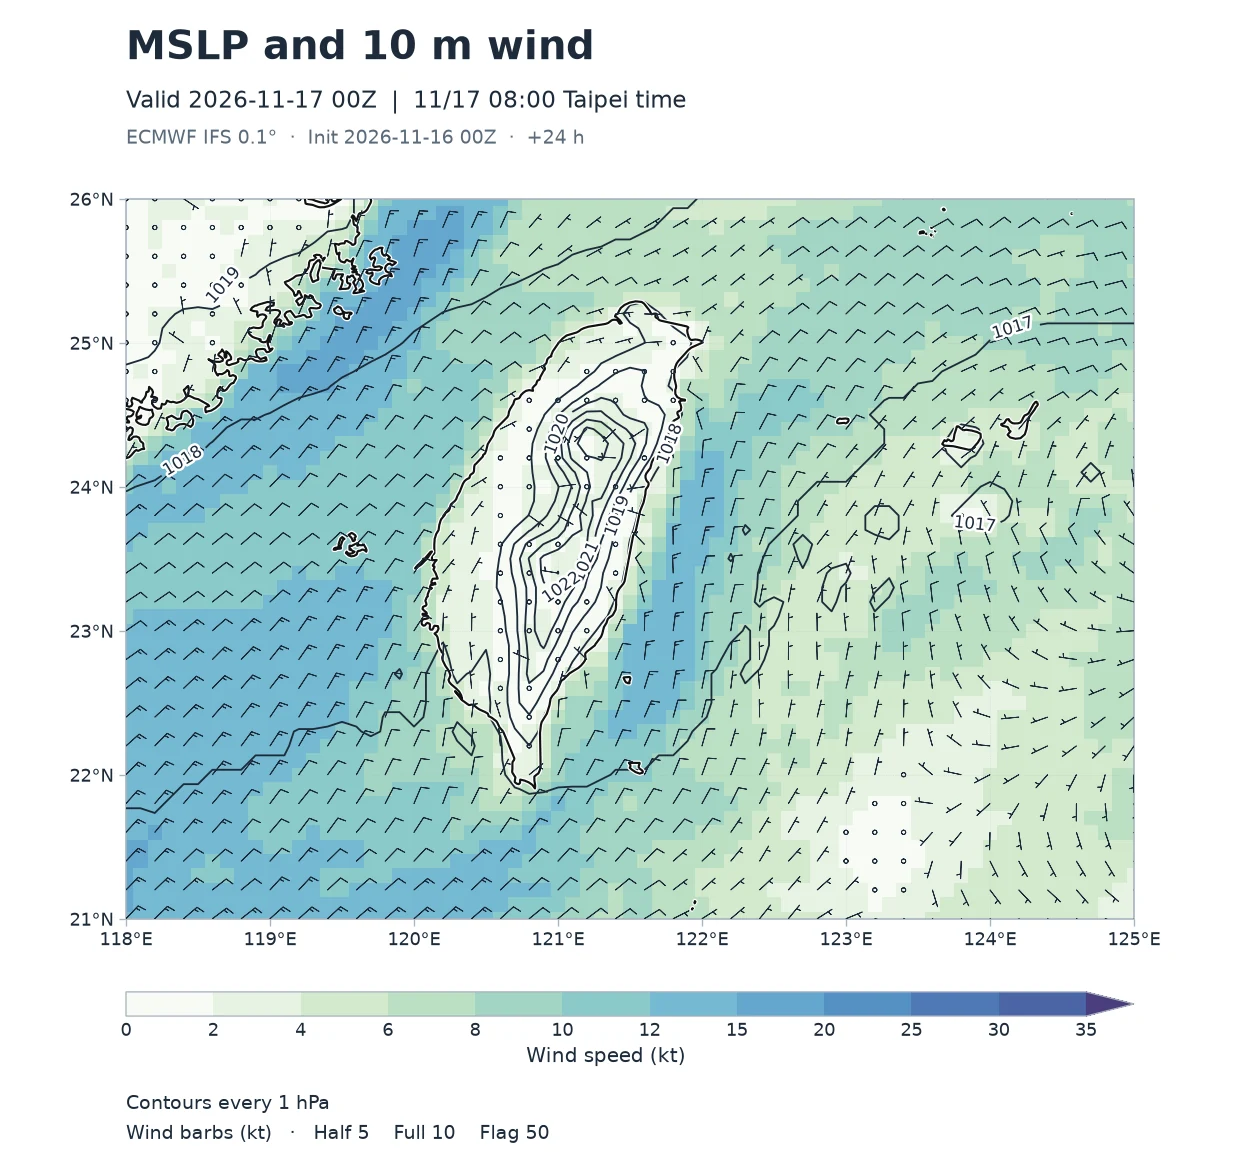 MSLP and 10 m wind
Valid 2026-11-17 00Z | 11/17 08:00 Taipei time
ECMWF IFS 0.1° · Init 2026-11-16 00Z · +24 h
26°N
25°N
24°N
23°N
22°N
21°N
1019
1018
1020
1018
1019
1021
1022
1017
1017
118°E 119°E 120°E 121°E 122°E 123°E 124°E 125°E
0 2 4 6 8 10 12 15 20 25 30 35
Wind speed (kt)
Contours every 1 hPa
Wind barbs (kt) · Half 5 Full 10 Flag 50